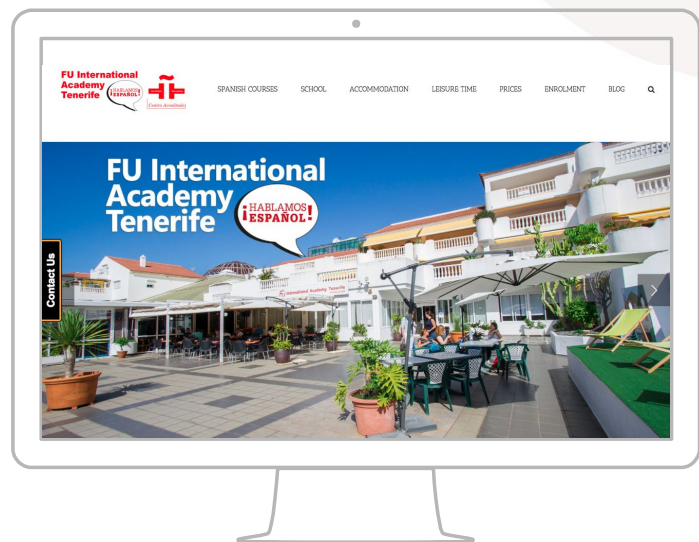 FU International
Academy
Tenerife
¡HABLAMOS
ESPAÑOL!
Centro Acreditado
SPANISH COURSES
SCHOOL
ACCOMMODATION
LEISURE TIME
PRICES
ENROLMENT
BLOG
FU International
Academy
Tenerife
¡HABLAMOS
ESPAÑOL!
Contact Us
International Academy Tenerife